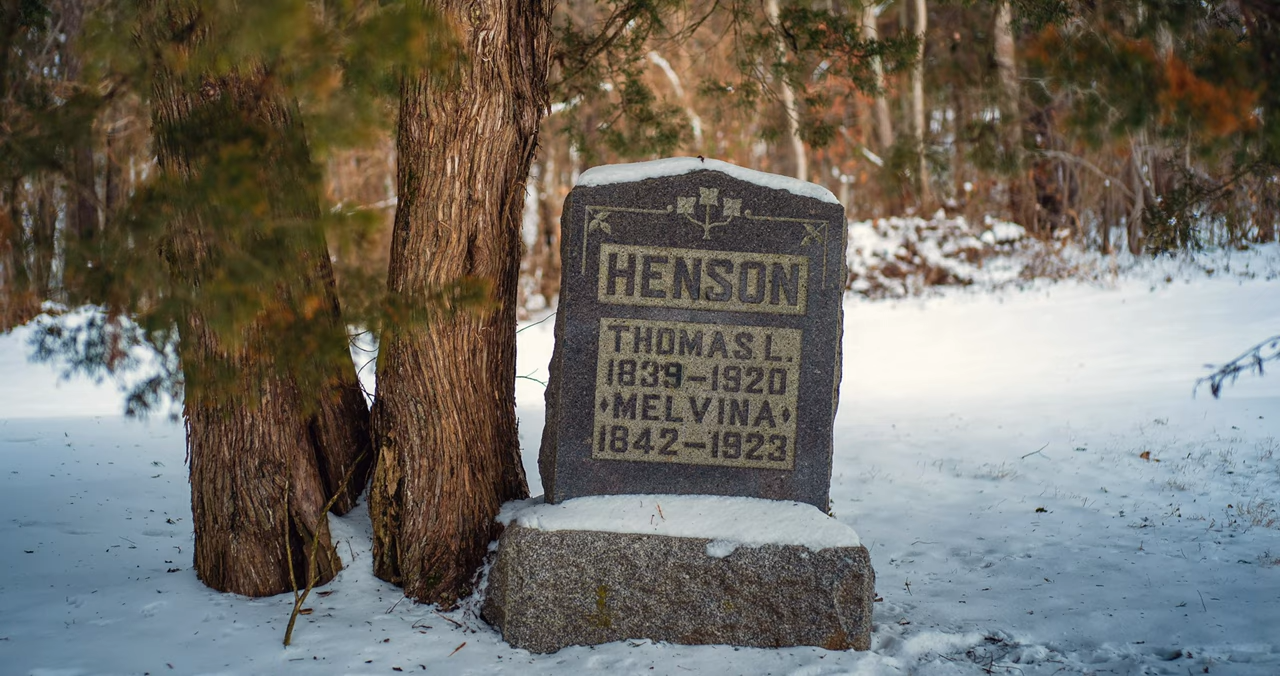 HENSON
THOMAS L.
1839–1920
♦MELVINA♦
1842–1923